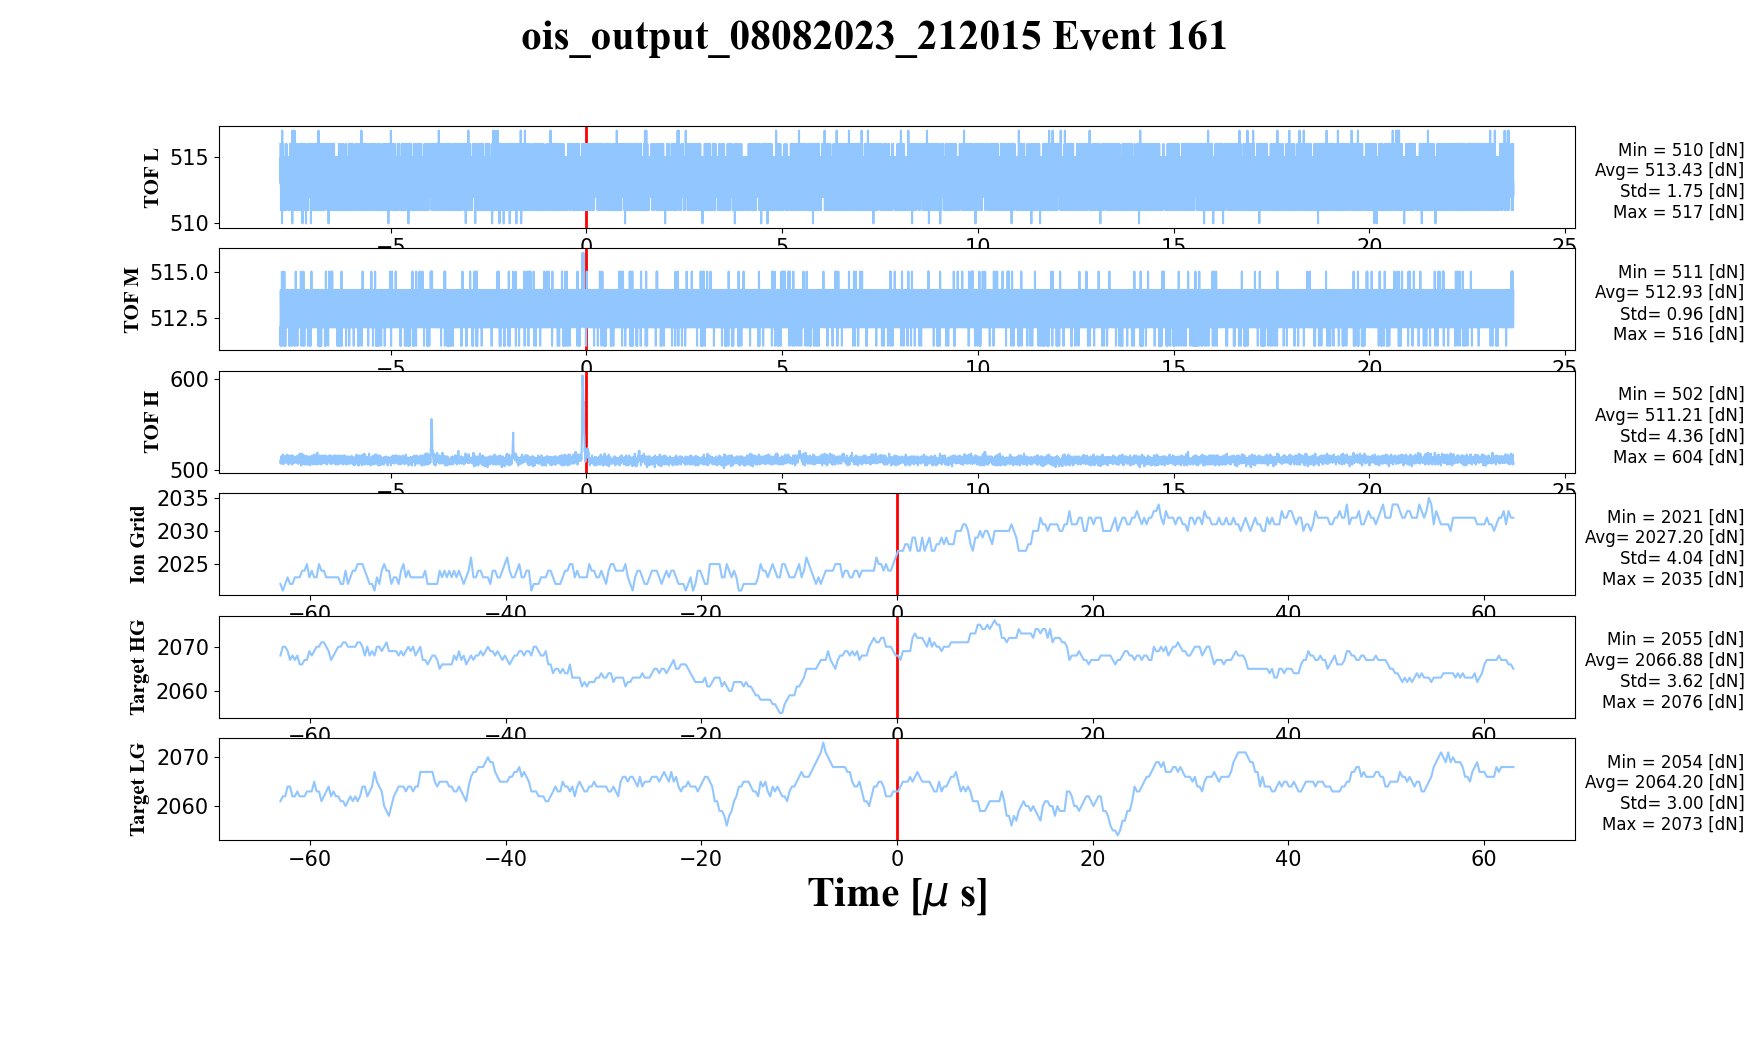 ois_output_08082023_212015 Event 161
TOF L
515
510
−5
0
5
10
15
20
25
Min = 510 [dN]
Avg= 513.43 [dN]
Std= 1.75 [dN]
Max = 517 [dN]
TOF M
515.0
512.5
−5
0
5
10
15
20
25
Min = 511 [dN]
Avg= 512.93 [dN]
Std= 0.96 [dN]
Max = 516 [dN]
TOF H
600
500
−5
0
5
10
15
20
25
Min = 502 [dN]
Avg= 511.21 [dN]
Std= 4.36 [dN]
Max = 604 [dN]
Ion Grid
2035
2030
2025
−60
−40
−20
0
20
40
60
Min = 2021 [dN]
Avg= 2027.20 [dN]
Std= 4.04 [dN]
Max = 2035 [dN]
Target HG
2070
2060
−60
−40
−20
0
20
40
60
Min = 2055 [dN]
Avg= 2066.88 [dN]
Std= 3.62 [dN]
Max = 2076 [dN]
Target LG
2070
2060
−60
−40
−20
0
20
40
60
Min = 2054 [dN]
Avg= 2064.20 [dN]
Std= 3.00 [dN]
Max = 2073 [dN]
Time [μ s]